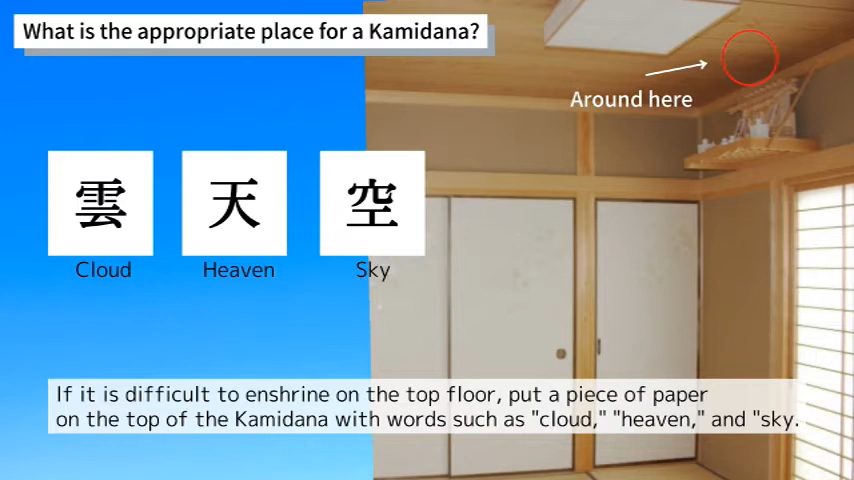 What is the appropriate place for a Kamidana?
Around here
雲 天 空
Cloud Heaven Sky
If it is difficult to enshrine on the top floor, put a piece of paper
on the top of the Kamidana with words such as "cloud," "heaven," and "sky.